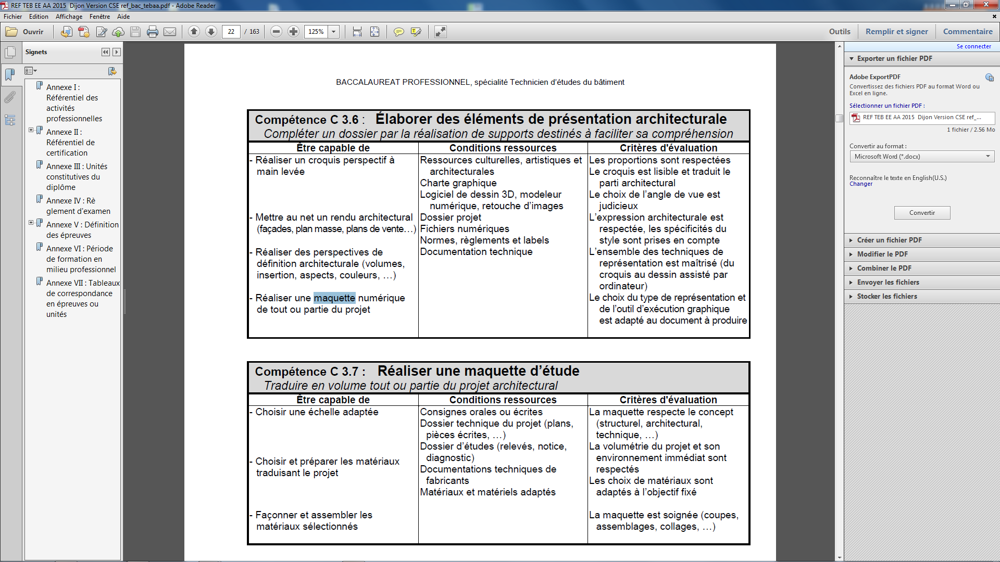 REF TEB EE AA 2015  Dijon Version CSE ref_bac_tebaa.pdf - Adobe Reader
Fichier Edition Affichage Fenêtre Aide
Ouvrir 22 / 163 125% Outils Remplir et signer Commentaire
Signets
Annexe I :
Référentiel des
activités
professionnelles
Annexe II :
Référentiel de
certification
Annexe III : Unités
constitutives du
diplôme
Annexe IV : Rè
glement d'examen
Annexe V : Définition
des épreuves
Annexe VI : Période
de formation en
milieu professionnel
Annexe VII : Tableaux
de correspondance
en épreuves ou
unités
BACCALAUREAT PROFESSIONNEL, spécialité Technicien d’études du bâtiment
Compétence C 3.6 : Élaborer des éléments de présentation architecturale
Compléter un dossier par la réalisation de supports destinés à faciliter sa compréhension
Être capable de
- Réaliser un croquis perspectif à
main levée
- Mettre au net un rendu architectural
(façades, plan masse, plans de vente…)
- Réaliser des perspectives de
définition architecturale (volumes,
insertion, aspects, couleurs, …)
- Réaliser une maquette numérique
de tout ou partie du projet
Conditions ressources
Ressources culturelles, artistiques et
architecturales
Charte graphique
Logiciel de dessin 3D, modeleur
numérique, retouche d’images
Dossier projet
Fichiers numériques
Normes, règlements et labels
Documentation technique
Critères d'évaluation
Les proportions sont respectées
Le croquis est lisible et traduit le
parti architectural
Le choix de l’angle de vue est
judicieux
L’expression architecturale est
respectée, les spécificités du
style sont prises en compte
L’ensemble des techniques de
représentation est maîtrisé (du
croquis au dessin assisté par
ordinateur)
Le choix du type de représentation et
de l’outil d’exécution graphique
est adapté au document à produire
Compétence C 3.7 : Réaliser une maquette d’étude
Traduire en volume tout ou partie du projet architectural
Être capable de
- Choisir une échelle adaptée
- Choisir et préparer les matériaux
traduisant le projet
- Façonner et assembler les
matériaux sélectionnés
Conditions ressources
Consignes orales ou écrites
Dossier technique du projet (plans,
pièces écrites, …)
Dossier d’études (relevés, notice,
diagnostic)
Documentations techniques de
fabricants
Matériaux et matériels adaptés
Critères d'évaluation
La maquette respecte le concept
(structurel, architectural,
technique, …)
La volumétrie du projet et son
environnement immédiat sont
respectés
Les choix de matériaux sont
adaptés à l’objectif fixé
La maquette est soignée (coupes,
assemblages, collages, …)
Se connecter
Exporter un fichier PDF
Adobe ExportPDF
Convertissez des fichiers PDF au format Word ou
Excel en ligne.
Sélectionner un fichier PDF :
REF TEB EE AA 2015  Dijon Version CSE ref_...
1 fichier / 2.56 Mo
Convertir au format :
Microsoft Word (*.docx)
Reconnaître le texte en English(U.S.)
Changer
Convertir
Créer un fichier PDF
Modifier le PDF
Combiner le PDF
Envoyer les fichiers
Stocker les fichiers